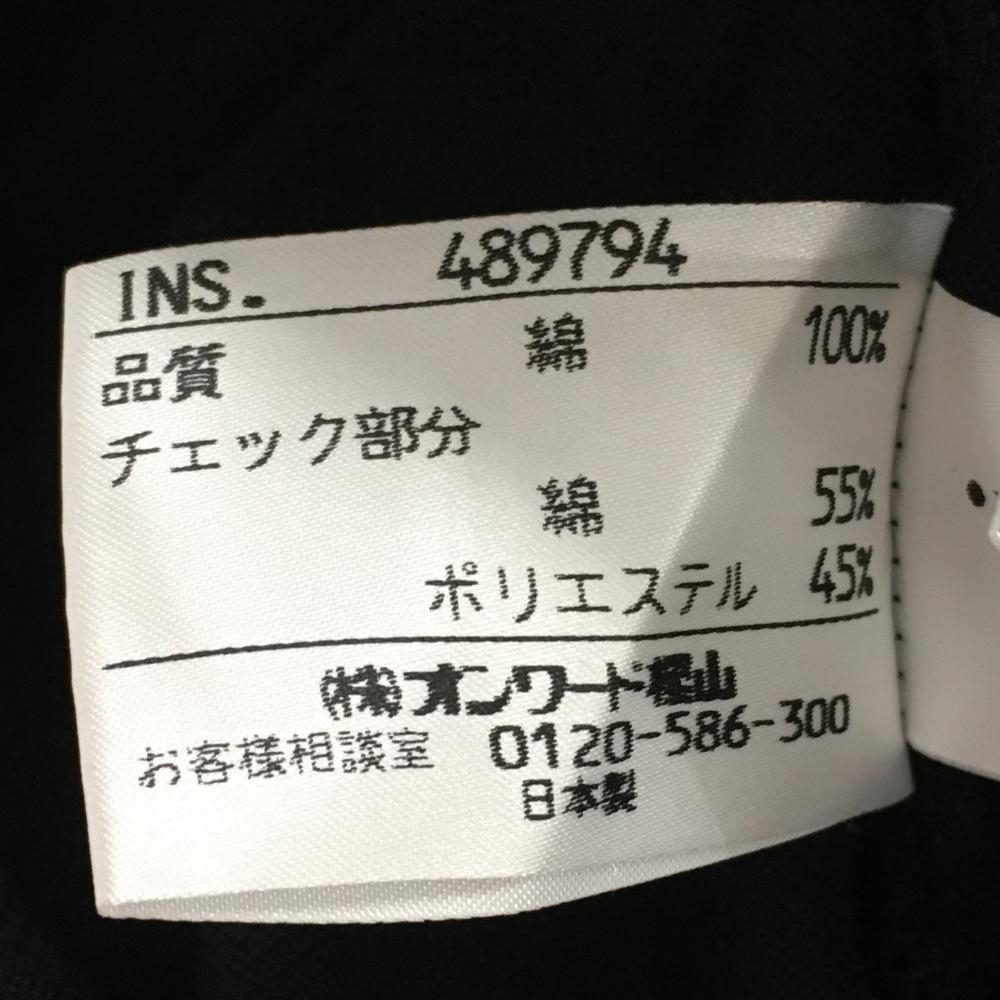 INS. 489794
品質 綿 100%
チェック部分
綿 55%
ポリエステル 45%
㈱オンワード樫山
お客様相談室 0120-586-300
日本製